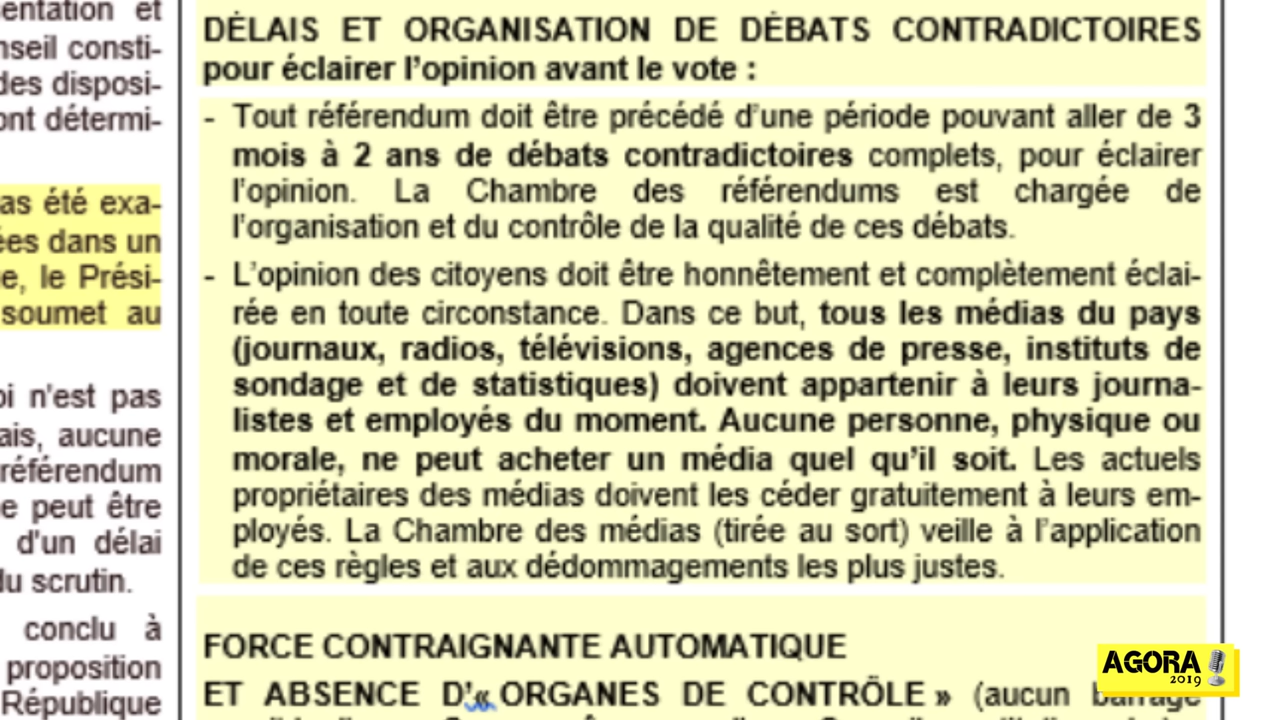 entation et
nseil consti-
des disposi-
ont détermi-
as été exa-
ées dans un
e, le Prési-
soumet au
oi n'est pas
ais, aucune
référendum
e peut être
d'un délai
du scrutin.
conclu à
proposition
République
DÉLAIS ET ORGANISATION DE DÉBATS CONTRADICTOIRES
pour éclairer l’opinion avant le vote :
- Tout référendum doit être précédé d’une période pouvant aller de 3
mois à 2 ans de débats contradictoires complets, pour éclairer
l’opinion. La Chambre des référendums est chargée de
l’organisation et du contrôle de la qualité de ces débats.
- L’opinion des citoyens doit être honnêtement et complètement éclai-
rée en toute circonstance. Dans ce but, tous les médias du pays
(journaux, radios, télévisions, agences de presse, instituts de
sondage et de statistiques) doivent appartenir à leurs journa-
listes et employés du moment. Aucune personne, physique ou
morale, ne peut acheter un média quel qu’il soit. Les actuels
propriétaires des médias doivent les céder gratuitement à leurs em-
ployés. La Chambre des médias (tirée au sort) veille à l’application
de ces règles et aux dédommagements les plus justes.
FORCE CONTRAIGNANTE AUTOMATIQUE
ET ABSENCE D’« ORGANES DE CONTRÔLE » (aucun barrage
AGORA
2019